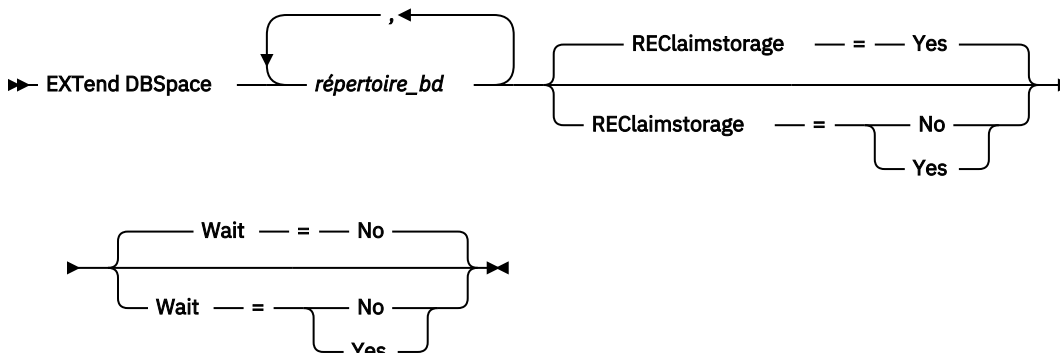 ,
REClaimstorage = Yes
EXTend DBSpace répertoire_bd
REClaimstorage = No
Yes
Wait = No
Wait = No
Yes